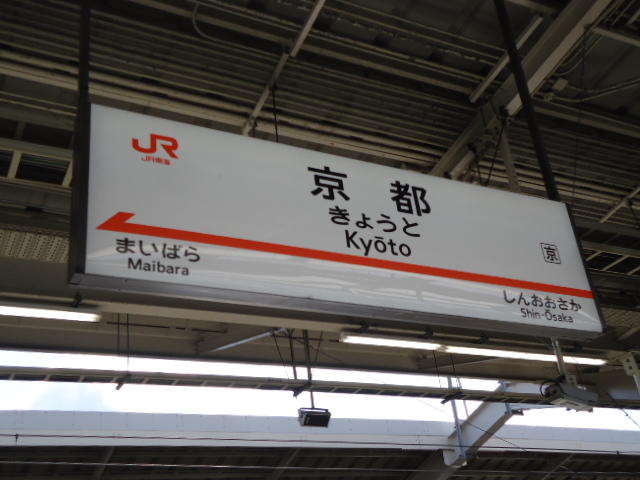 JR
JR東海
京都
きょうと
Kyōto
京
まいばら
Maibara
しんおおさか
Shin-Ōsaka